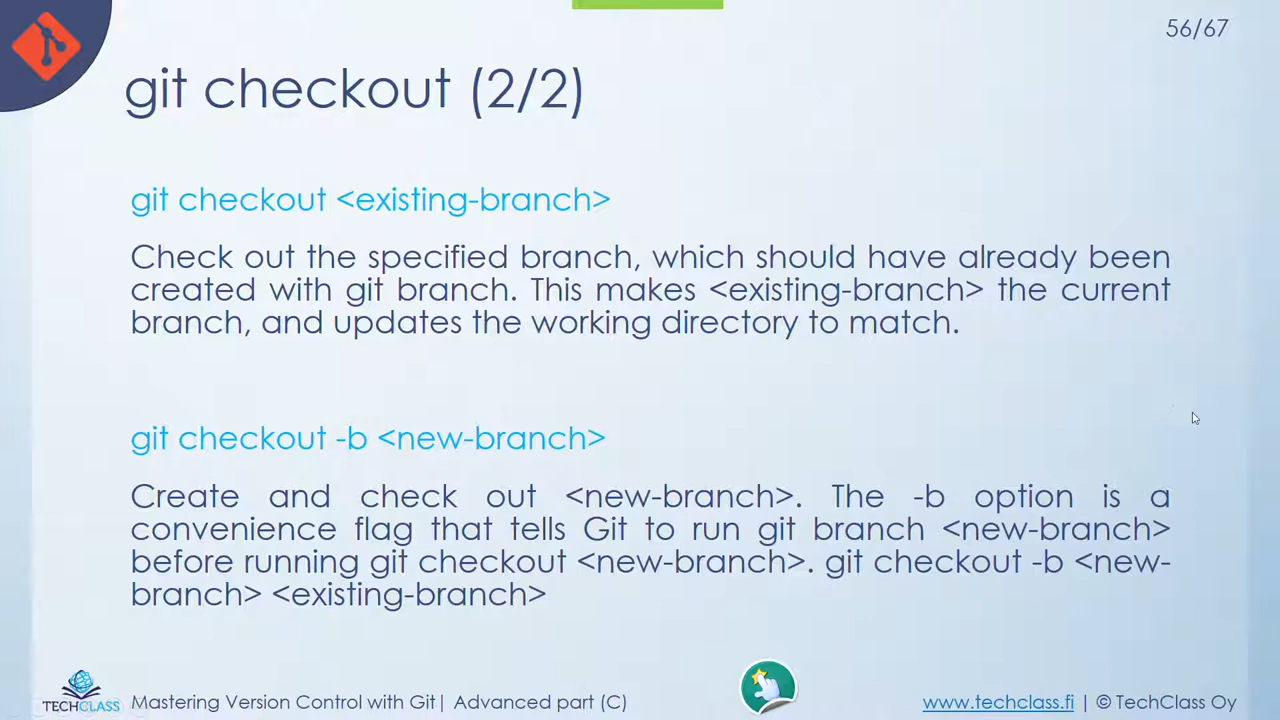 56/67
git checkout (2/2)
git checkout <existing-branch>
Check out the specified branch, which should have already been
created with git branch. This makes <existing-branch> the current
branch, and updates the working directory to match.
git checkout -b <new-branch>
Create and check out <new-branch>. The -b option is a
convenience flag that tells Git to run git branch <new-branch>
before running git checkout <new-branch>. git checkout -b <new-
branch> <existing-branch>
TECHCLASS
Mastering Version Control with Git| Advanced part (C)
www.techclass.fi | © TechClass Oy